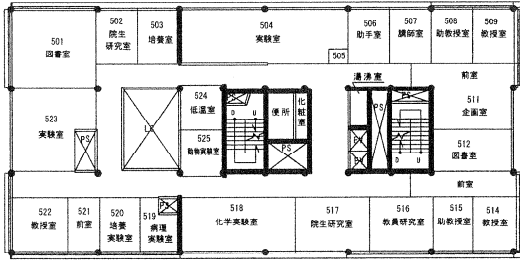 501
図書室
502
院生
研究室
503
培養室
504
実験室
505
506
助手室
507
講師室
508
助教授室
509
教授室
前室
湯沸室
523
実験室
PS
524
低温室
525
動物実験室
D U
便所
化粧室
PS
PS
PS
D U
511
企画室
512
図書室
前室
522
教授室
521
前室
520
培養
実験室
519
病理
実験室
PS
518
化学実験室
517
院生研究室
516
教員研究室
515
助教授室
514
教授室